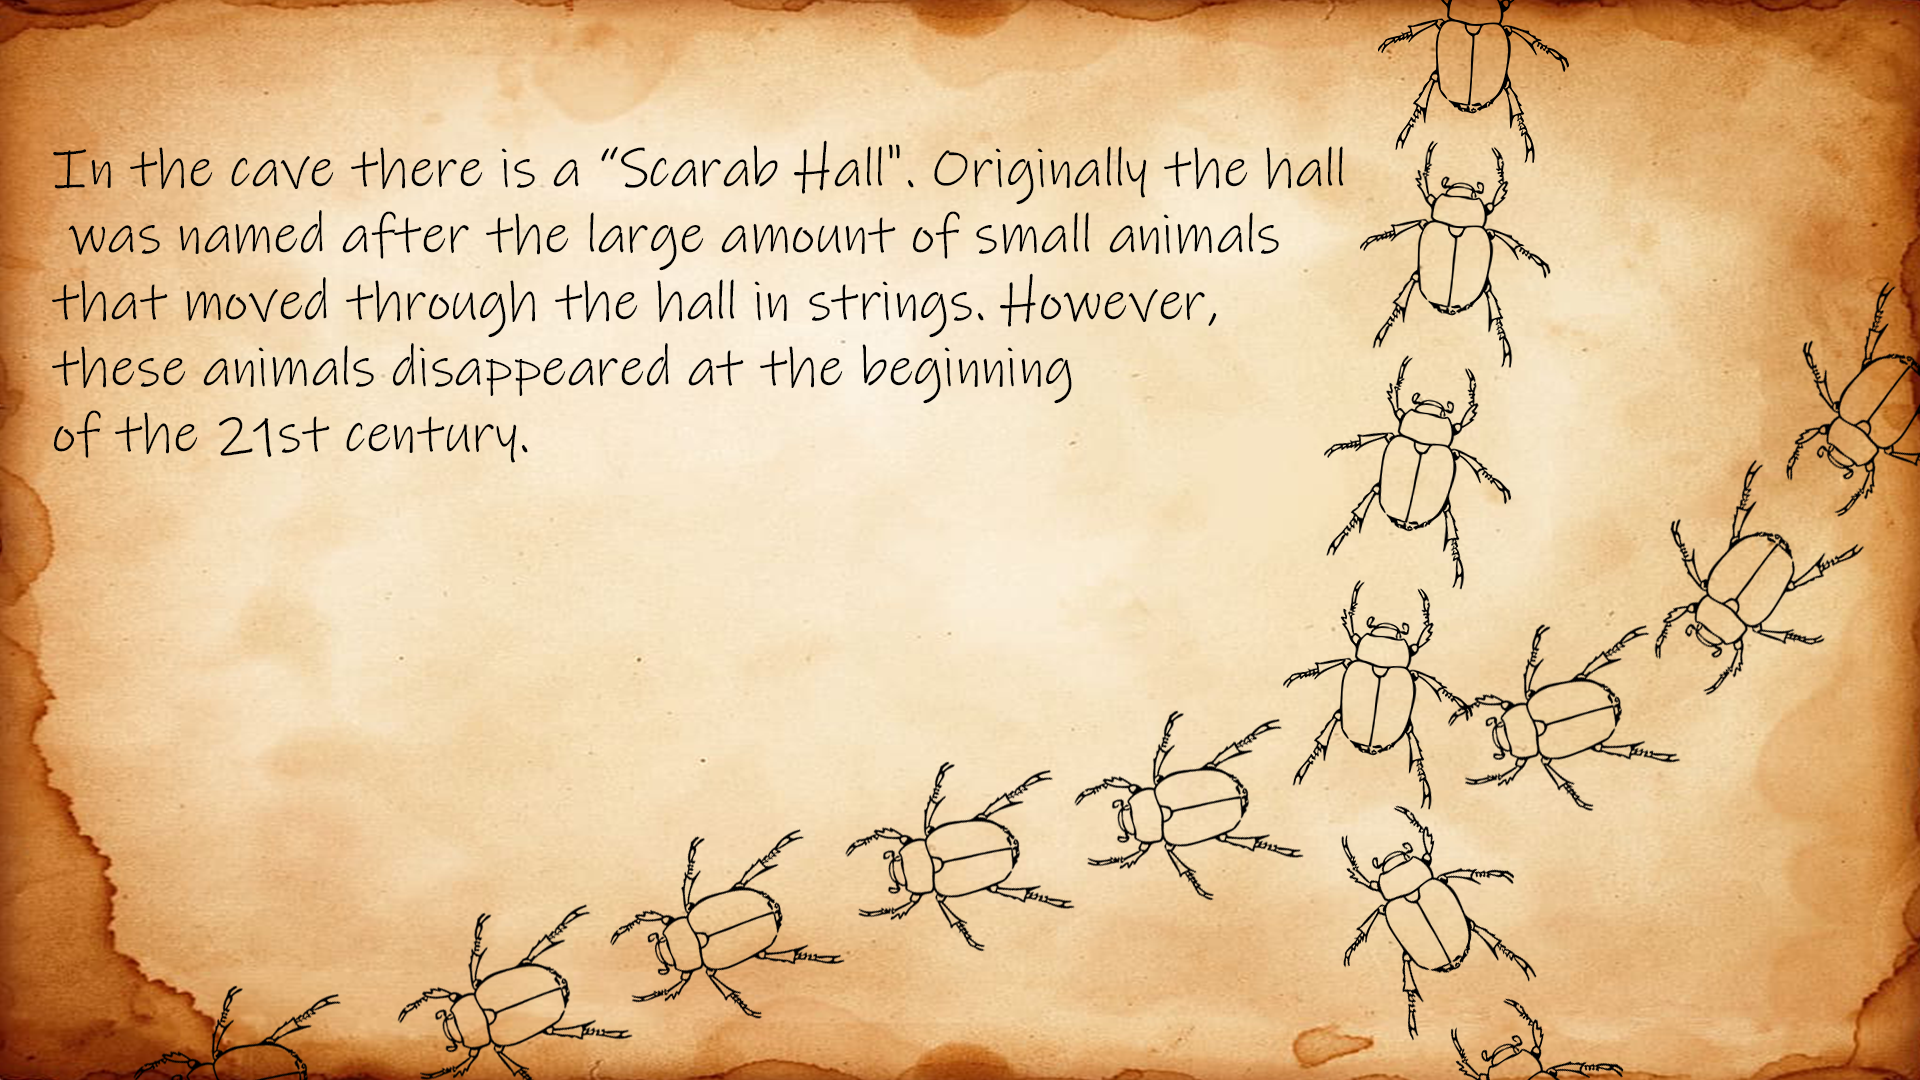 In the cave there is a “Scarab Hall". Originally the hall
was named after the large amount of small animals
that moved through the hall in strings. However,
these animals disappeared at the beginning
of the 21st century.